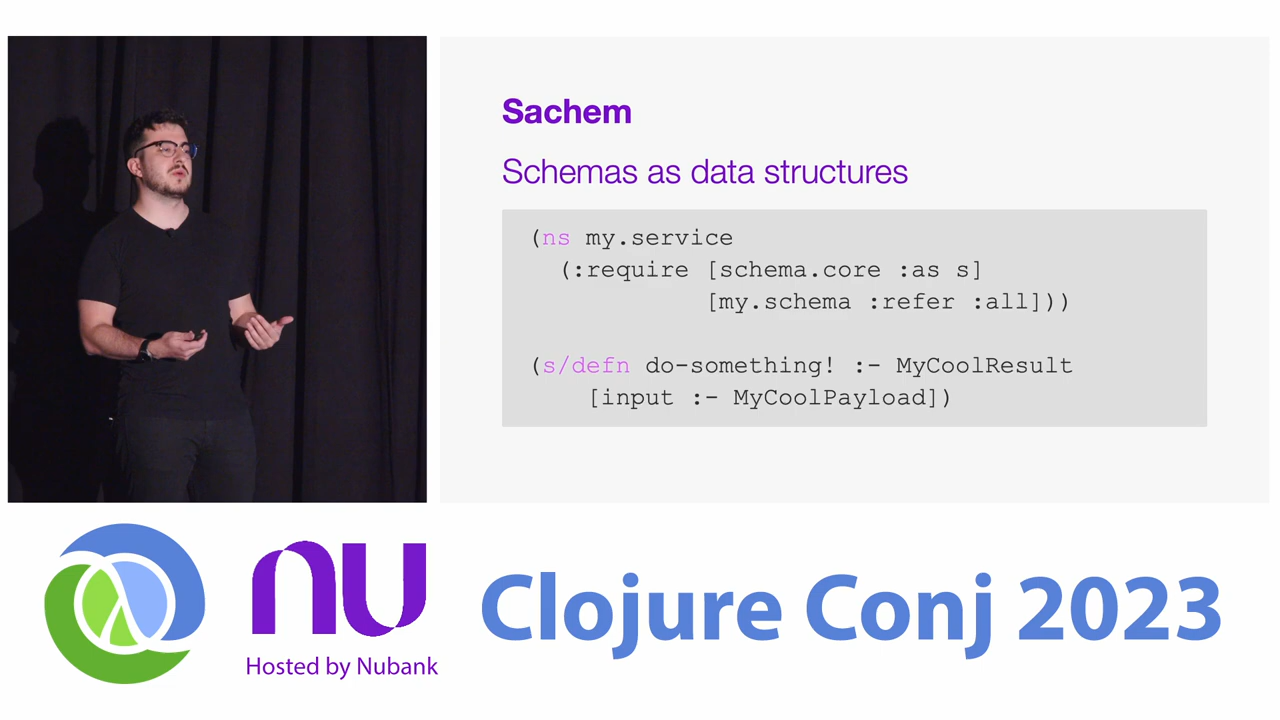 Sachem
Schemas as data structures
(ns my.service
(:require [schema.core :as s]
[my.schema :refer :all]))
(s/defn do-something! :- MyCoolResult
[input :- MyCoolPayload])
nu
Hosted by Nubank
Clojure Conj 2023